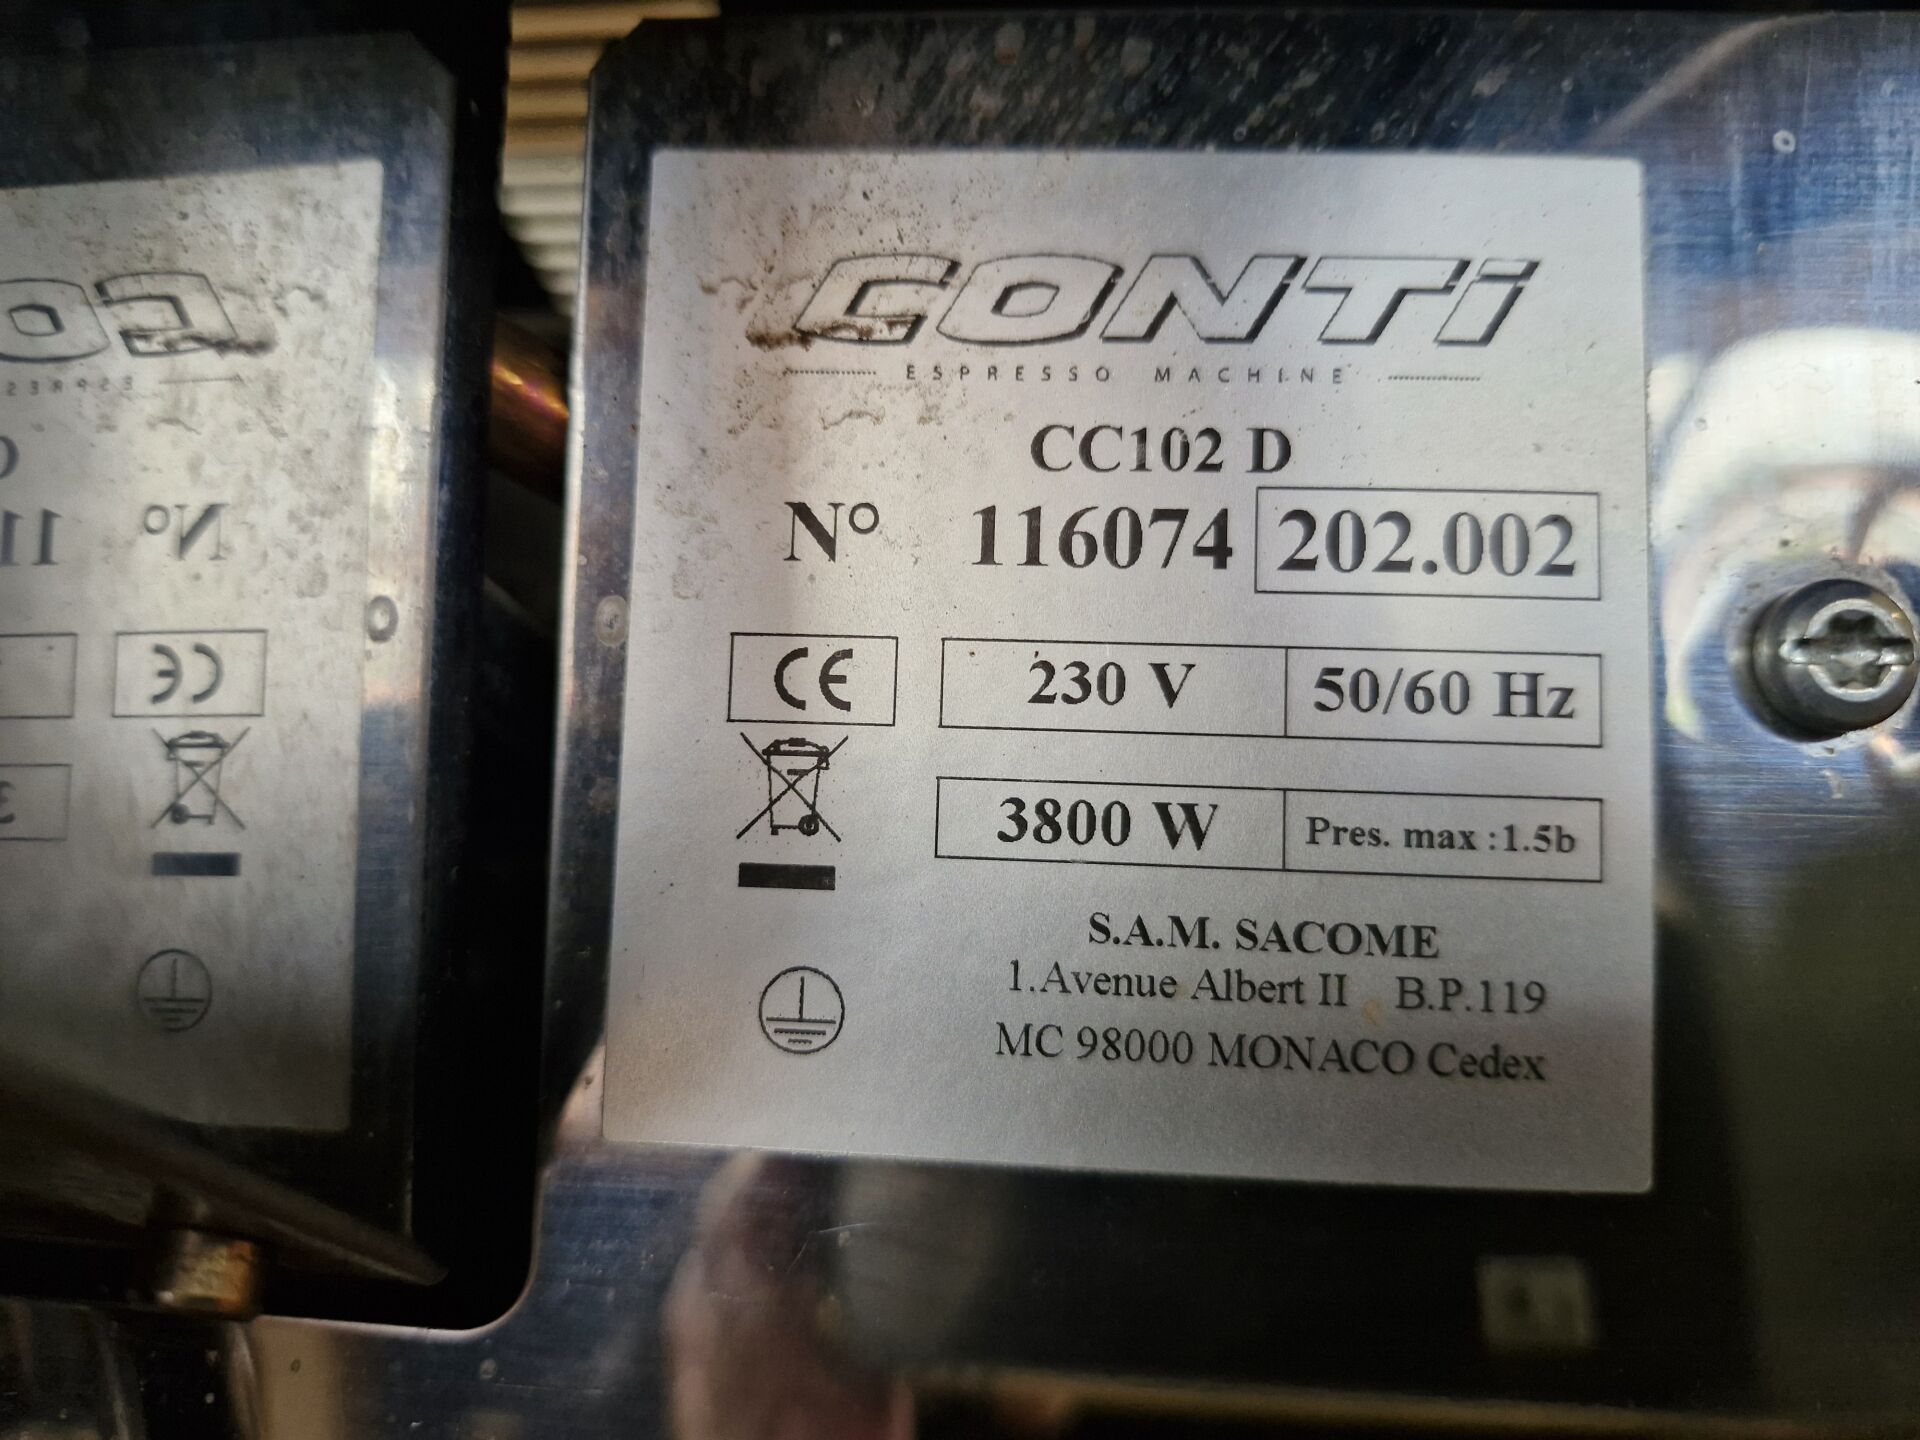 CONTi
ESPRESSO MACHINE
CC102 D
N° 116074 202.002
CE 230 V 50/60 Hz
3800 W Pres. max :1.5b
S.A.M. SACOME
1.Avenue Albert II B.P.119
MC 98000 MONACO Cedex